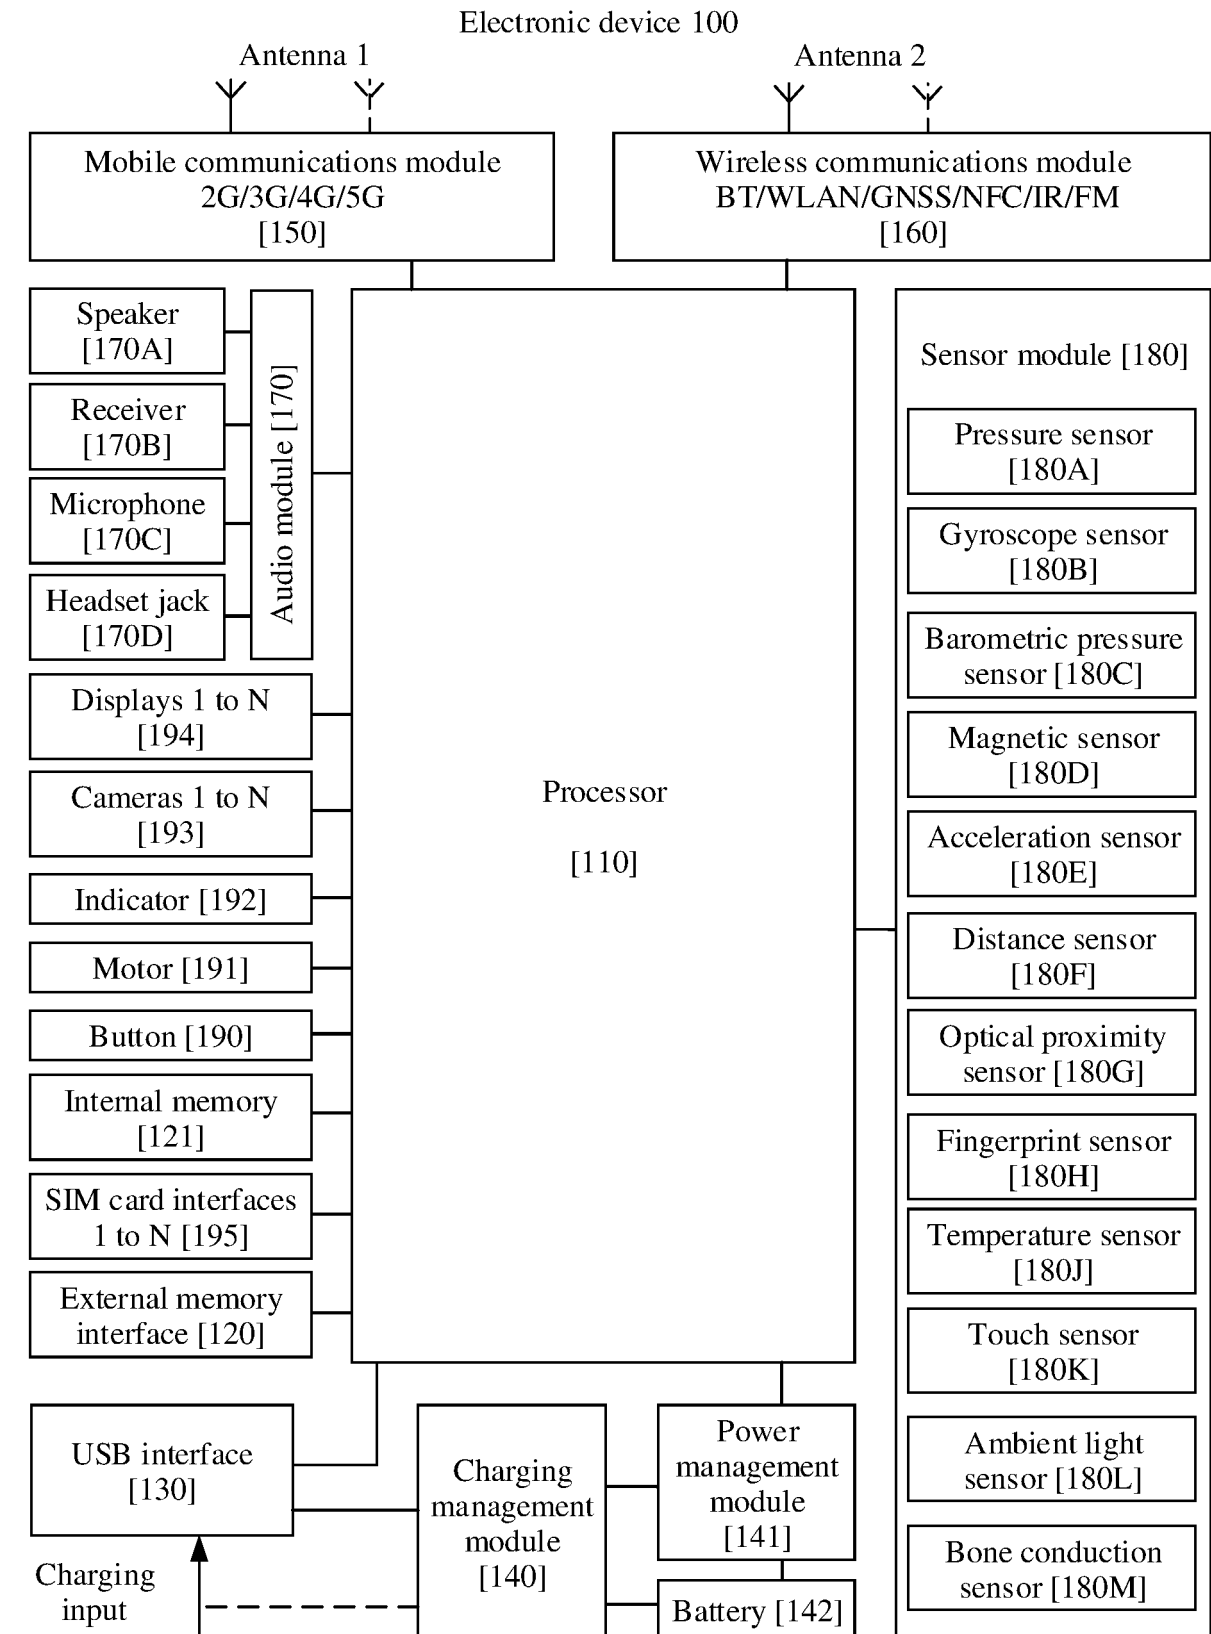 Electronic device 100
Antenna 1
Antenna 2
Mobile communications module
2G/3G/4G/5G
[150]
Wireless communications module
BT/WLAN/GNSS/NFC/IR/FM
[160]
Speaker
[170A]
Receiver
[170B]
Microphone
[170C]
Headset jack
[170D]
Audio module [170]
Displays 1 to N
[194]
Cameras 1 to N
[193]
Indicator [192]
Motor [191]
Button [190]
Internal memory
[121]
SIM card interfaces
1 to N [195]
External memory
interface [120]
Processor
[110]
Sensor module [180]
Pressure sensor
[180A]
Gyroscope sensor
[180B]
Barometric pressure
sensor [180C]
Magnetic sensor
[180D]
Acceleration sensor
[180E]
Distance sensor
[180F]
Optical proximity
sensor [180G]
Fingerprint sensor
[180H]
Temperature sensor
[180J]
Touch sensor
[180K]
Ambient light
sensor [180L]
Bone conduction
sensor [180M]
USB interface
[130]
Charging
input
Charging
management
module
[140]
Power
management
module
[141]
Battery [142]